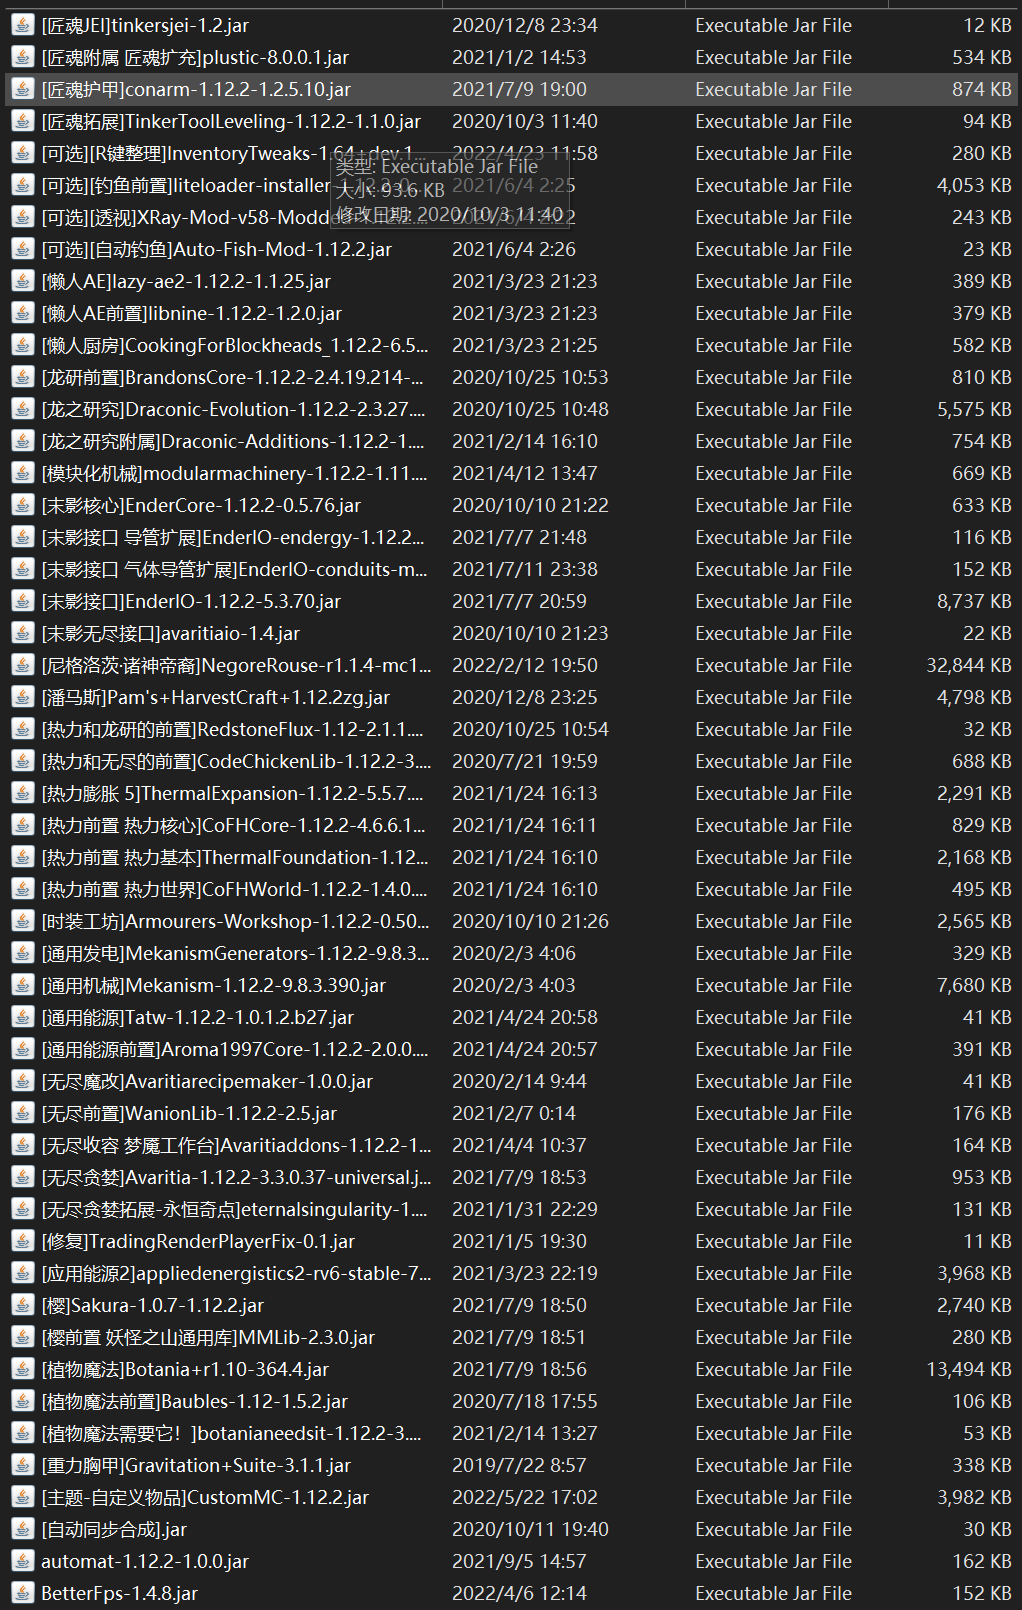 [匠魂JEI]tinkersjei-1.2.jar 2020/12/8 23:34 Executable Jar File 12 KB
[匠魂附属 匠魂扩充]plustic-8.0.0.1.jar 2021/1/2 14:53 Executable Jar File 534 KB
[匠魂护甲]conarm-1.12.2-1.2.5.10.jar 2021/7/9 19:00 Executable Jar File 874 KB
[匠魂拓展]TinkerToolLeveling-1.12.2-1.1.0.jar 2020/10/3 11:40 Executable Jar File 94 KB
[可选][R键整理]InventoryTweaks-1.64+dev.1... 2022/4/23 11:58 Executable Jar File 280 KB
类型: Executable Jar File
[可选][钓鱼前置]liteloader-installer-1.12.2-0... 2021/6/4 2:25 Executable Jar File 4,053 KB
大小: 93.6 KB
[可选][透视]XRay-Mod-v58-Modde... 2021/6/4 2:22 Executable Jar File 243 KB
修改日期: 2020/10/3 11:40
[可选][自动钓鱼]Auto-Fish-Mod-1.12.2.jar 2021/6/4 2:26 Executable Jar File 23 KB
[懒人AE]lazy-ae2-1.12.2-1.1.25.jar 2021/3/23 21:23 Executable Jar File 389 KB
[懒人AE前置]libnine-1.12.2-1.2.0.jar 2021/3/23 21:23 Executable Jar File 379 KB
[懒人厨房]CookingForBlockheads_1.12.2-6.5... 2021/3/23 21:25 Executable Jar File 582 KB
[龙研前置]BrandonsCore-1.12.2-2.4.19.214-... 2020/10/25 10:53 Executable Jar File 810 KB
[龙之研究]Draconic-Evolution-1.12.2-2.3.27.... 2020/10/25 10:48 Executable Jar File 5,575 KB
[龙之研究附属]Draconic-Additions-1.12.2-1.... 2021/2/14 16:10 Executable Jar File 754 KB
[模块化机械]modularmachinery-1.12.2-1.11.... 2021/4/12 13:47 Executable Jar File 669 KB
[末影核心]EnderCore-1.12.2-0.5.76.jar 2020/10/10 21:22 Executable Jar File 633 KB
[末影接口 导管扩展]EnderIO-endergy-1.12.2... 2021/7/7 21:48 Executable Jar File 116 KB
[末影接口 气体导管扩展]EnderIO-conduits-m... 2021/7/11 23:38 Executable Jar File 152 KB
[末影接口]EnderIO-1.12.2-5.3.70.jar 2021/7/7 20:59 Executable Jar File 8,737 KB
[末影无尽接口]avaritiaio-1.4.jar 2020/10/10 21:23 Executable Jar File 22 KB
[尼格洛茨·诸神帝裔]NegoreRouse-r1.1.4-mc1... 2022/2/12 19:50 Executable Jar File 32,844 KB
[潘马斯]Pam's+HarvestCraft+1.12.2zg.jar 2020/12/8 23:25 Executable Jar File 4,798 KB
[热力和龙研的前置]RedstoneFlux-1.12-2.1.1.... 2020/10/25 10:54 Executable Jar File 32 KB
[热力和无尽的前置]CodeChickenLib-1.12.2-3.... 2020/7/21 19:59 Executable Jar File 688 KB
[热力膨胀 5]ThermalExpansion-1.12.2-5.5.7.... 2021/1/24 16:13 Executable Jar File 2,291 KB
[热力前置 热力核心]CoFHCore-1.12.2-4.6.6.1... 2021/1/24 16:11 Executable Jar File 829 KB
[热力前置 热力基本]ThermalFoundation-1.12... 2021/1/24 16:10 Executable Jar File 2,168 KB
[热力前置 热力世界]CoFHWorld-1.12.2-1.4.0.... 2021/1/24 16:10 Executable Jar File 495 KB
[时装工坊]Armourers-Workshop-1.12.2-0.50... 2020/10/10 21:26 Executable Jar File 2,565 KB
[通用发电]MekanismGenerators-1.12.2-9.8.3... 2020/2/3 4:06 Executable Jar File 329 KB
[通用机械]Mekanism-1.12.2-9.8.3.390.jar 2020/2/3 4:03 Executable Jar File 7,680 KB
[通用能源]Tatw-1.12.2-1.0.1.2.b27.jar 2021/4/24 20:58 Executable Jar File 41 KB
[通用能源前置]Aroma1997Core-1.12.2-2.0.0.... 2021/4/24 20:57 Executable Jar File 391 KB
[无尽魔改]Avaritiarecipemaker-1.0.0.jar 2020/2/14 9:44 Executable Jar File 41 KB
[无尽前置]WanionLib-1.12.2-2.5.jar 2021/2/7 0:14 Executable Jar File 176 KB
[无尽收容 梦魇工作台]Avaritiaddons-1.12.2-1... 2021/4/4 10:37 Executable Jar File 164 KB
[无尽贪婪]Avaritia-1.12.2-3.3.0.37-universal.j... 2021/7/9 18:53 Executable Jar File 953 KB
[无尽贪婪拓展-永恒奇点]eternalsingularity-1.... 2021/1/31 22:29 Executable Jar File 131 KB
[修复]TradingRenderPlayerFix-0.1.jar 2021/1/5 19:30 Executable Jar File 11 KB
[应用能源2]appliedenergistics2-rv6-stable-7... 2021/3/23 22:19 Executable Jar File 3,968 KB
[樱]Sakura-1.0.7-1.12.2.jar 2021/7/9 18:50 Executable Jar File 2,740 KB
[樱前置 妖怪之山通用库]MMLib-2.3.0.jar 2021/7/9 18:51 Executable Jar File 280 KB
[植物魔法]Botania+r1.10-364.4.jar 2021/7/9 18:56 Executable Jar File 13,494 KB
[植物魔法前置]Baubles-1.12-1.5.2.jar 2020/7/18 17:55 Executable Jar File 106 KB
[植物魔法需要它！]botanianeedsit-1.12.2-3.... 2021/2/14 13:27 Executable Jar File 53 KB
[重力胸甲]Gravitation+Suite-3.1.1.jar 2019/7/22 8:57 Executable Jar File 338 KB
[主题-自定义物品]CustomMC-1.12.2.jar 2022/5/22 17:02 Executable Jar File 3,982 KB
[自动同步合成].jar 2020/10/11 19:40 Executable Jar File 30 KB
automat-1.12.2-1.0.0.jar 2021/9/5 14:57 Executable Jar File 162 KB
BetterFps-1.4.8.jar 2022/4/6 12:14 Executable Jar File 152 KB